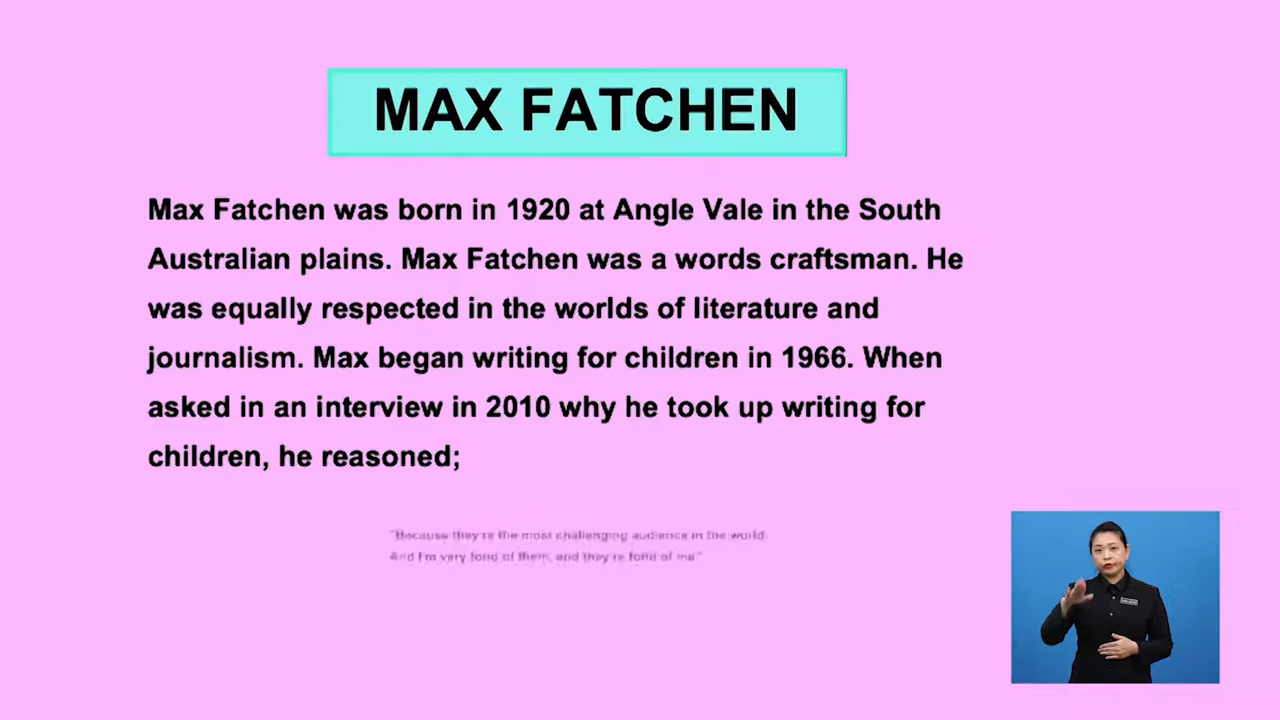 MAX FATCHEN
Max Fatchen was born in 1920 at Angle Vale in the South
Australian plains. Max Fatchen was a words craftsman. He
was equally respected in the worlds of literature and
journalism. Max began writing for children in 1966. When
asked in an interview in 2010 why he took up writing for
children, he reasoned;
"Because they're the most challenging audience in the world.
And I'm very fond of them, and they're fond of me"